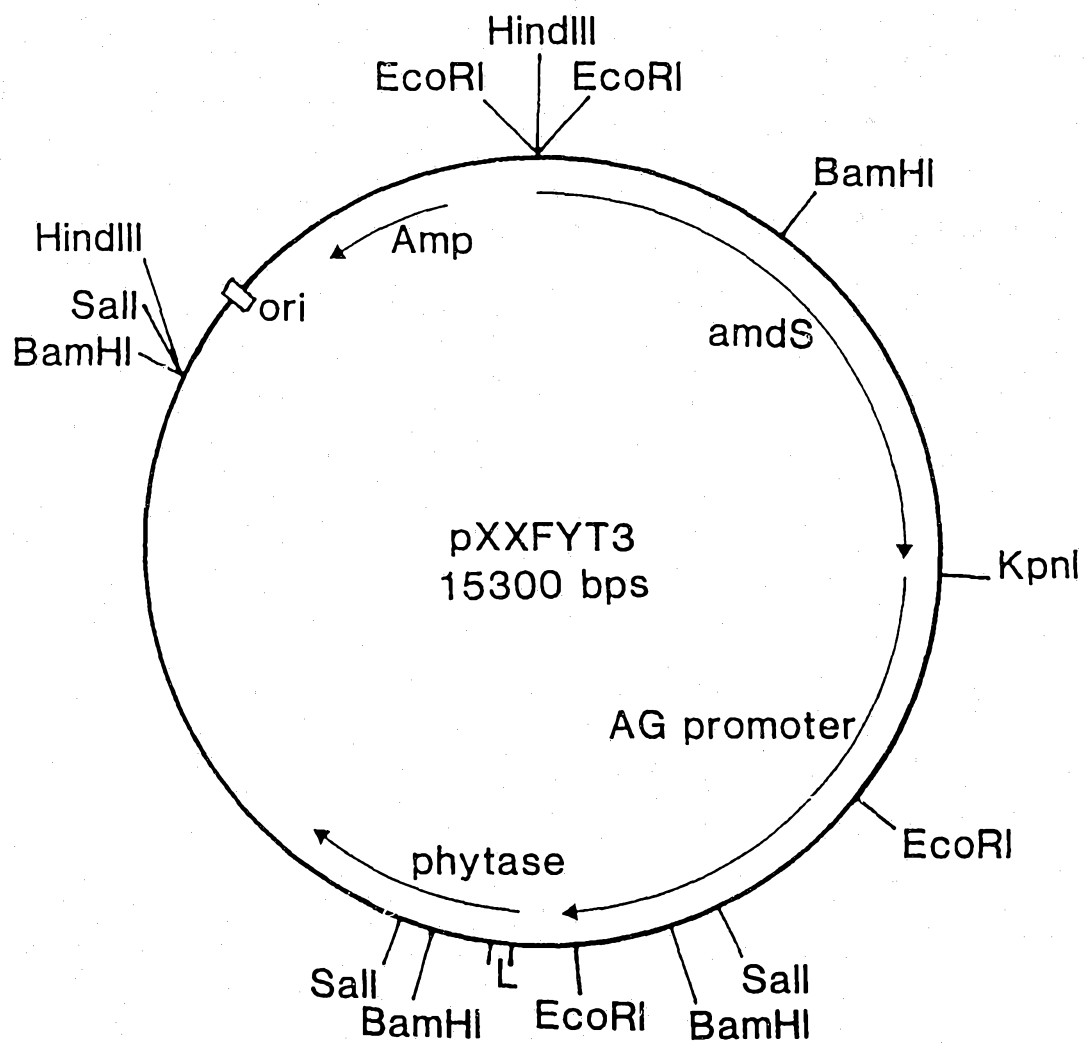 HindIII
EcoRI EcoRI
BamHI
HindIII
Amp
SalI
ori
amdS
BamHI
pXXFYT3
15300 bps
KpnI
AG promoter
EcoRI
phytase
SalI
L
SalI
BamHI
EcoRI
BamHI